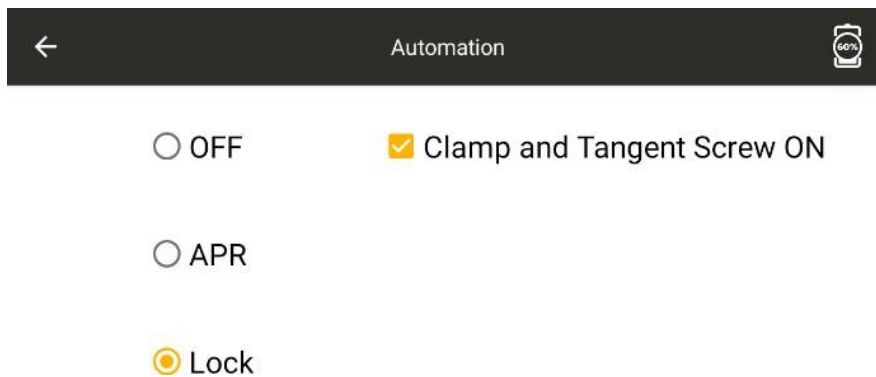 Automation
60%
OFF
Clamp and Tangent Screw ON
APR
Lock